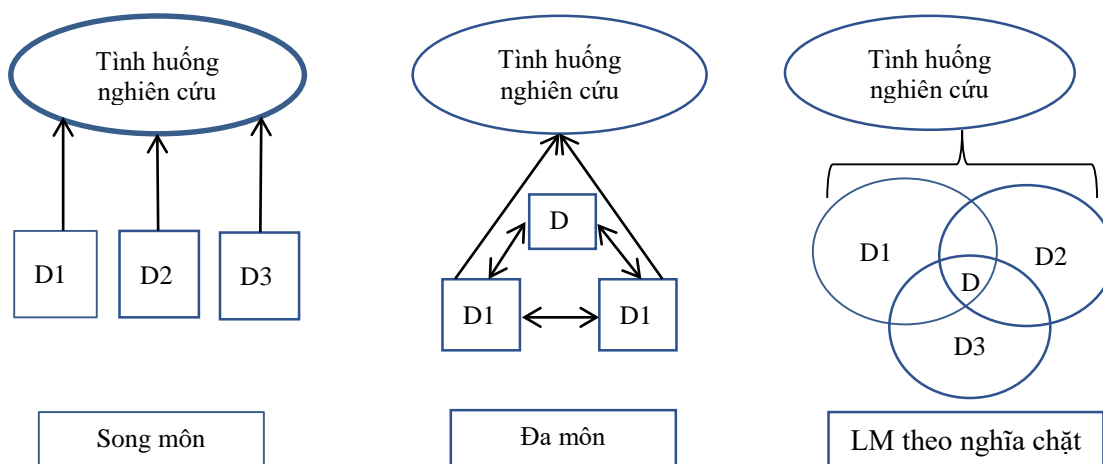 Tình huống
nghiên cứu
D1
D2
D3
Song môn
Tình huống
nghiên cứu
D
D1
D1
Đa môn
Tình huống
nghiên cứu
D1
D2
D
D3
LM theo nghĩa chặt